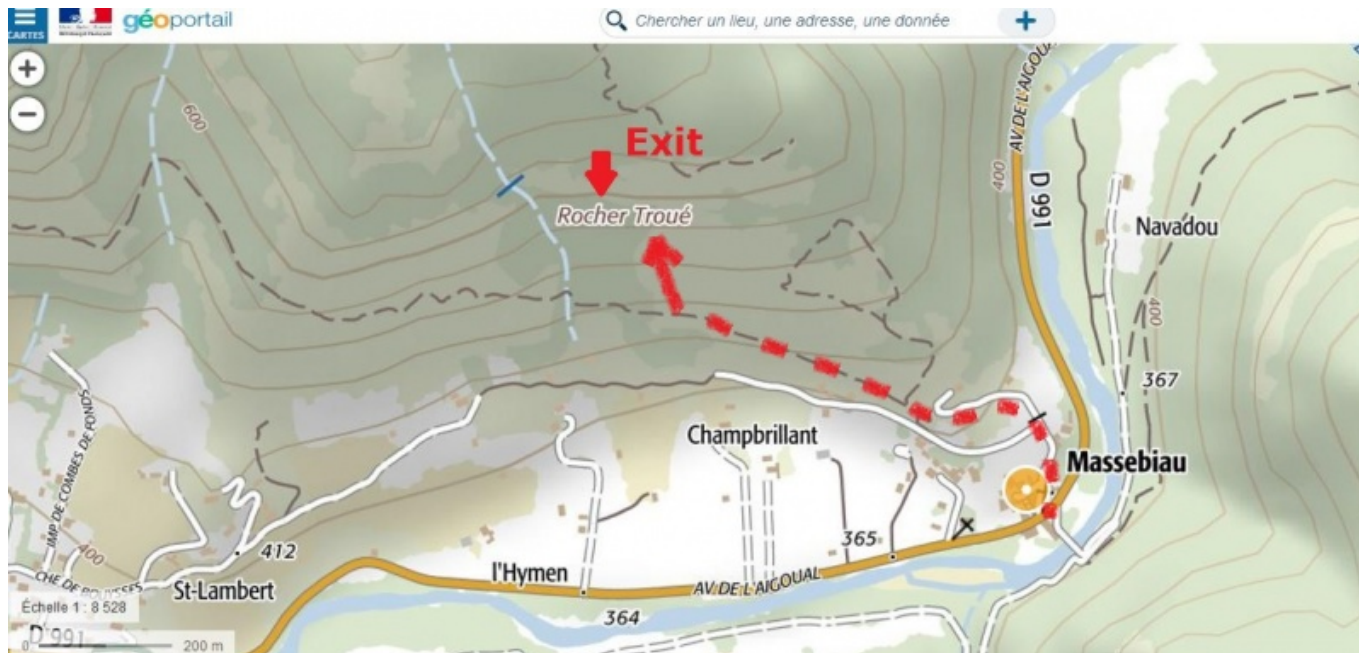 CARTES
géoportail
Chercher un lieu, une adresse, une donnée
600
Exit
Rocher Troué
AV DE L'AIGOUAL
400
D 991
Navadou
400
367
Champbrillant
Massebiau
IMP DE COMBES DE FONDS
400
412
365
CHE DE BOUYSSES
St-Lambert
l'Hymen
AV DE L'AIGOUAL
Échelle 1 : 8 528
364
D 991
0
200 m